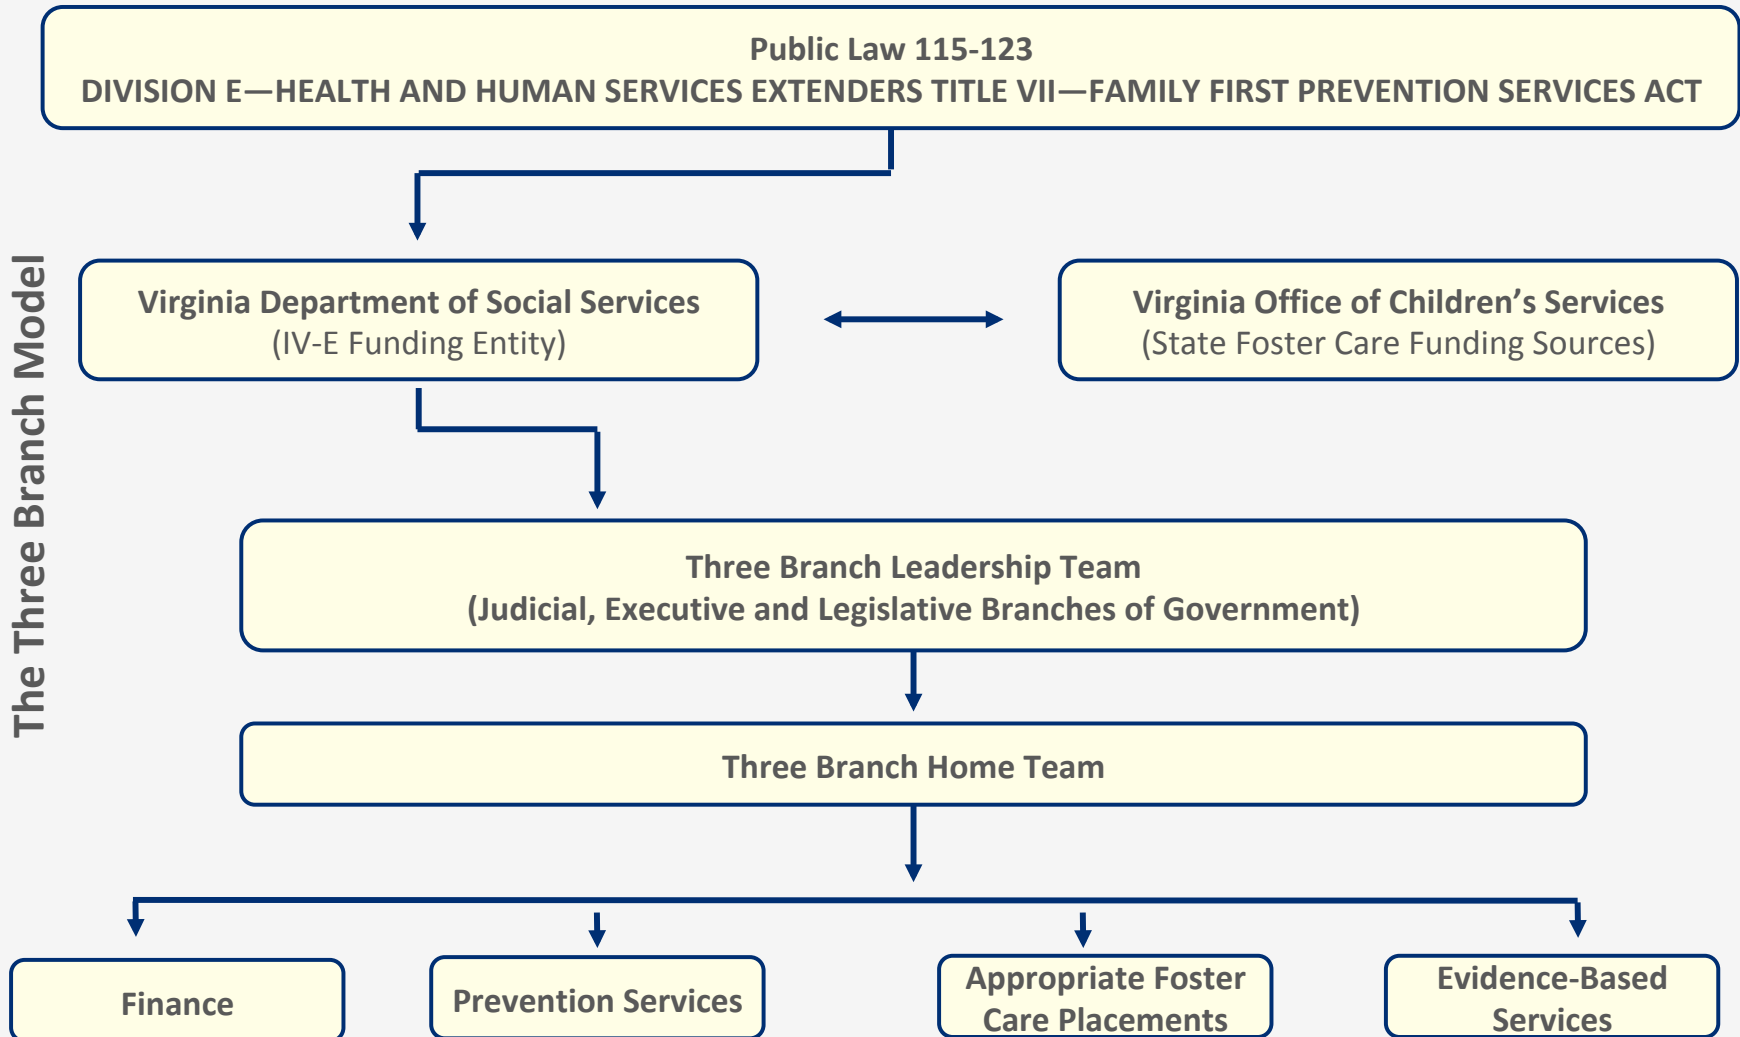 Public Law 115-123
DIVISION E—HEALTH AND HUMAN SERVICES EXTENDERS TITLE VII—FAMILY FIRST PREVENTION SERVICES ACT
The Three Branch Model
Virginia Department of Social Services
(IV-E Funding Entity)
Virginia Office of Children’s Services
(State Foster Care Funding Sources)
Three Branch Leadership Team
(Judicial, Executive and Legislative Branches of Government)
Three Branch Home Team
Finance
Prevention Services
Appropriate Foster
Care Placements
Evidence-Based
Services